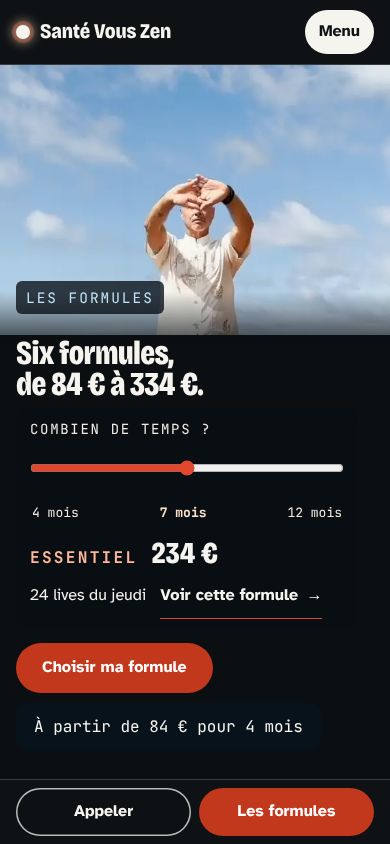 Santé Vous Zen
Menu
LES FORMULES
Six formules,
de 84 € à 334 €.
COMBIEN DE TEMPS ?
4 mois
7 mois
12 mois
ESSENTIEL 234 €
24 lives du jeudi Voir cette formule →
Choisir ma formule
À partir de 84 € pour 4 mois
Appeler
Les formules